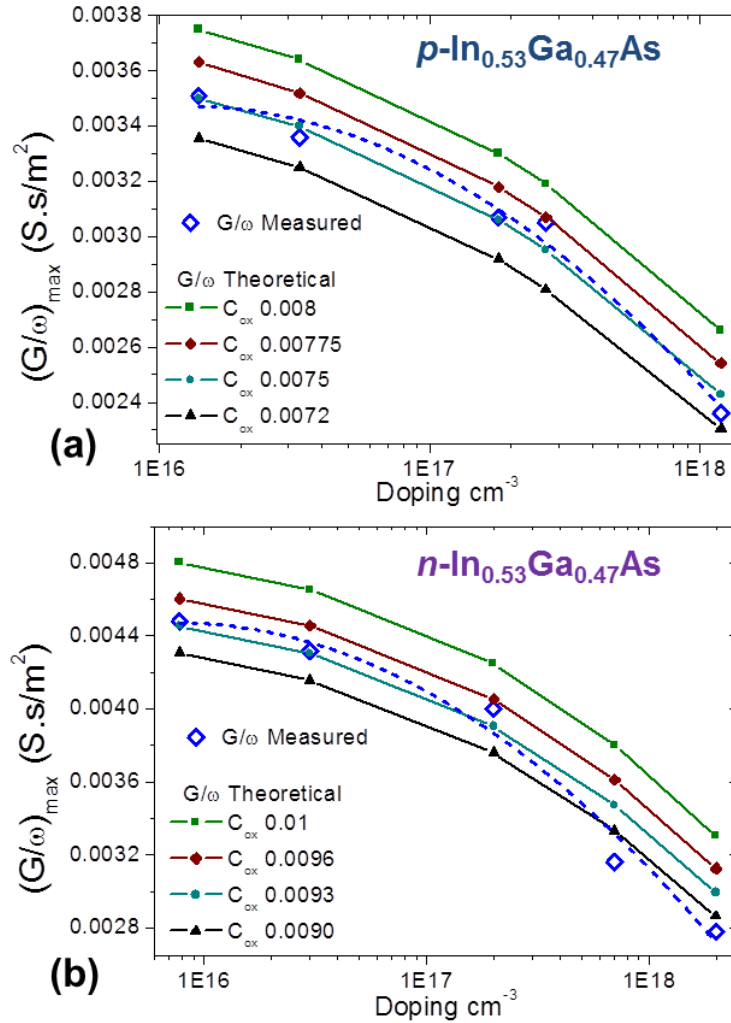 p-In₀.₅₃Ga₀.₄₇As
(G/ω)max (S.s/m²)
0.0038
0.0036
0.0034
0.0032
0.0030
0.0028
0.0026
0.0024
G/ω Measured
G/ω Theoretical
Cox 0.008
Cox 0.00775
Cox 0.0075
Cox 0.0072
(a)
1E16 1E17 1E18
Doping cm⁻³
n-In₀.₅₃Ga₀.₄₇As
(G/ω)max (S.s/m²)
0.0048
0.0044
0.0040
0.0036
0.0032
0.0028
G/ω Measured
G/ω Theoretical
Cox 0.01
Cox 0.0096
Cox 0.0093
Cox 0.0090
(b)
1E16 1E17 1E18
Doping cm⁻³